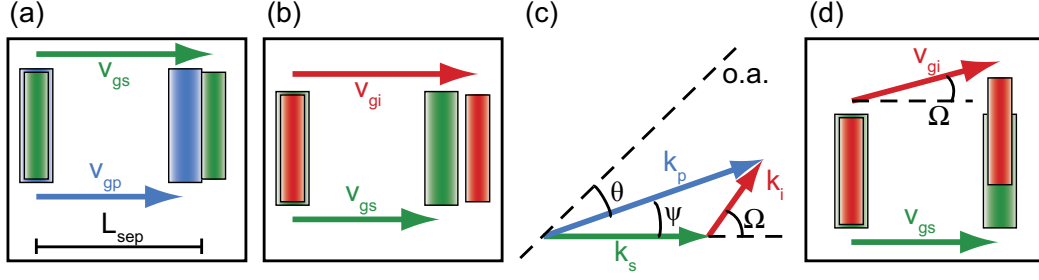 (a)
v_gs
v_gp
L_sep
(b)
v_gi
v_gs
(c)
o.a.
θ
k_p
ψ
k_i
Ω
k_s
(d)
v_gi
Ω
v_gs